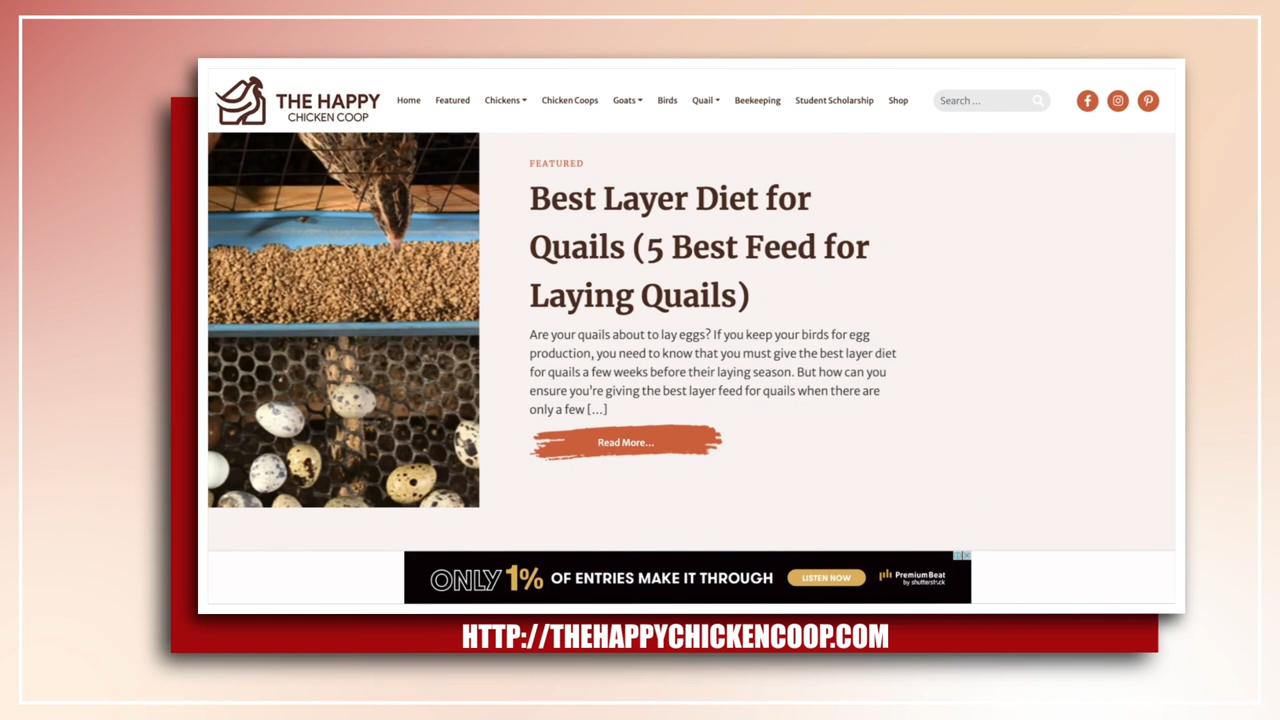 THE HAPPY
CHICKEN COOP
Home Featured Chickens Chicken Coops Goats Birds Quail Beekeeping Student Scholarship Shop
Search ...
FEATURED
Best Layer Diet for
Quails (5 Best Feed for
Laying Quails)
Are your quails about to lay eggs? If you keep your birds for egg
production, you need to know that you must give the best layer diet
for quails a few weeks before their laying season. But how can you
ensure you're giving the best layer feed for quails when there are
only a few [...]
Read More...
ONLY 1% OF ENTRIES MAKE IT THROUGH
LISTEN NOW
PremiumBeat
by shutterstock
HTTP://THEHAPPYCHICKENCOOP.COM